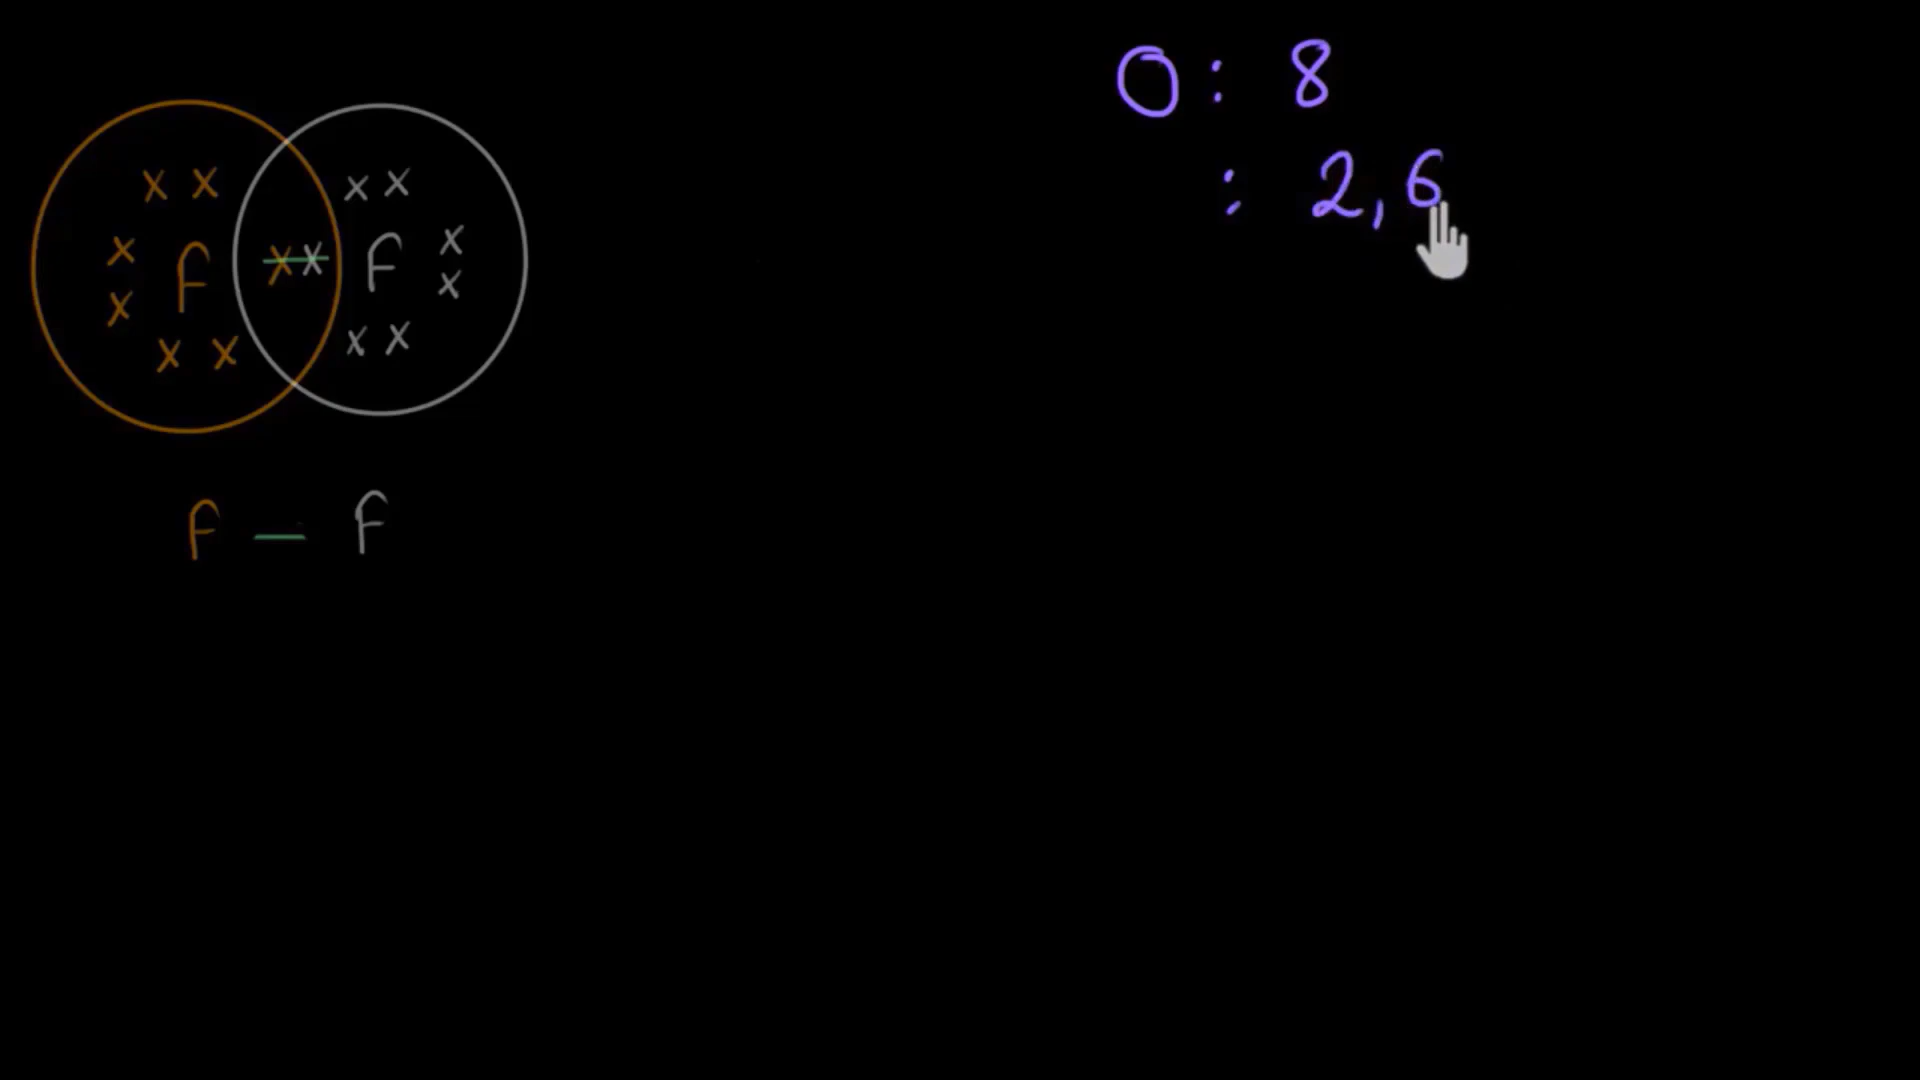 O: 8
: 2,6
x x x x
x F x x F x
x x
x x x x
F — F